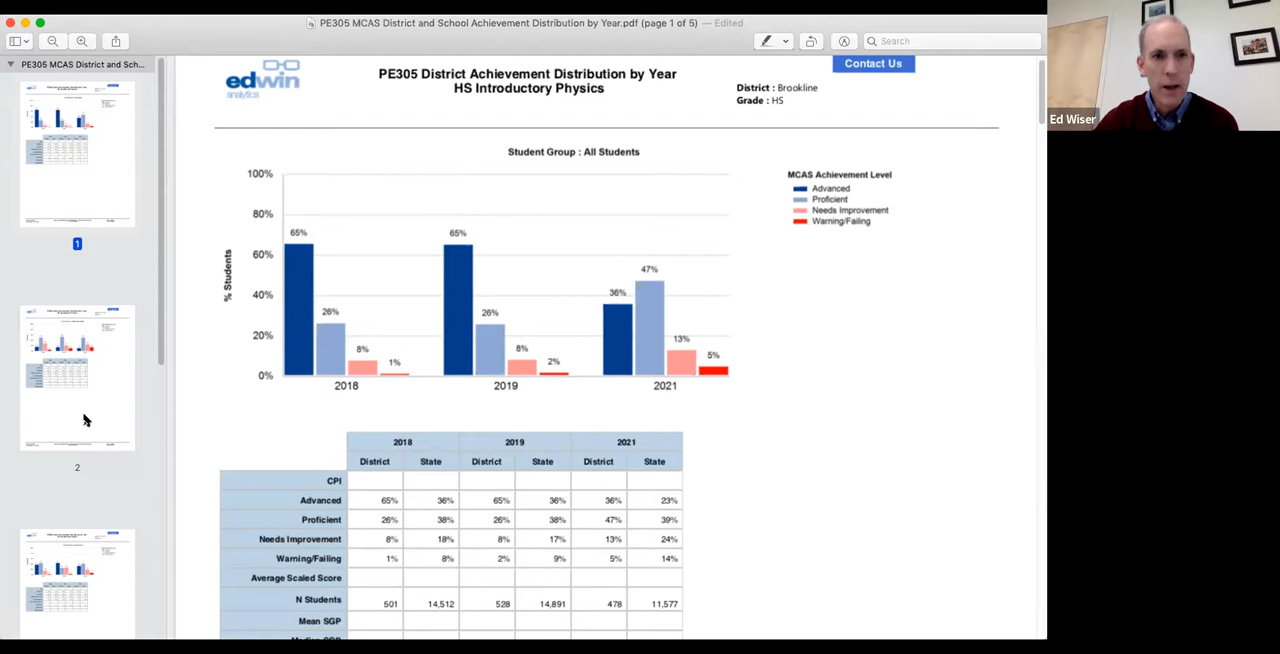 PE305 MCAS District and School Achievement Distribution by Year.pdf (page 1 of 5) — Edited
Search
PE305 MCAS District and Sch...
1
2
edwin
analytics
PE305 District Achievement Distribution by Year
HS Introductory Physics
Contact Us
District : Brookline
Grade : HS
Student Group : All Students
MCAS Achievement Level
Advanced
Proficient
Needs Improvement
Warning/Failing
% Students
100%
80%
60%
40%
20%
0%
65% 26% 8% 1%
65% 26% 8% 2%
36% 47% 13% 5%
2018 2019 2021
2018 2019 2021
District State District State District State
CPI
Advanced 65% 36% 65% 36% 36% 23%
Proficient 26% 38% 26% 38% 47% 39%
Needs Improvement 8% 18% 8% 17% 13% 24%
Warning/Failing 1% 8% 2% 9% 5% 14%
Average Scaled Score
N Students 501 14,512 528 14,891 478 11,577
Mean SGP
Ed Wiser